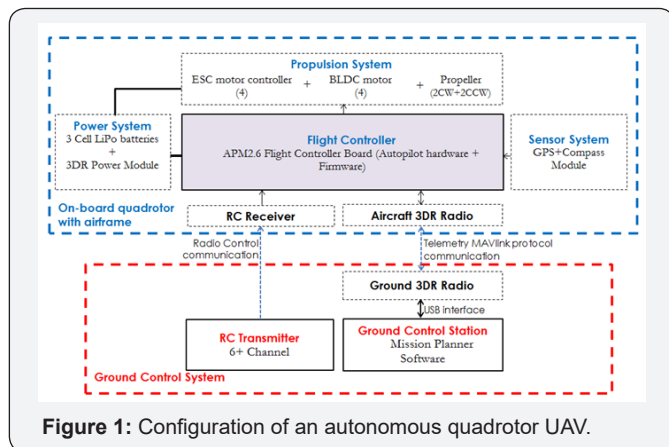 Propulsion System
ESC motor controller + BLDC motor + Propeller
(4) (4) (2CW+2CCW)
Power System
3 Cell LiPo batteries
+
3DR Power Module
Flight Controller
APM2.6 Flight Controller Board (Autopilot hardware +
Firmware)
Sensor System
GPS+Compass
Module
On-board quadrotor
with airframe
RC Receiver
Aircraft 3DR Radio
Radio Control
communication
Telemetry MAVlink protocol
communication
Ground 3DR Radio
USB interface
RC Transmitter
6+ Channel
Ground Control Station
Mission Planner
Software
Ground Control System
Figure 1: Configuration of an autonomous quadrotor UAV.